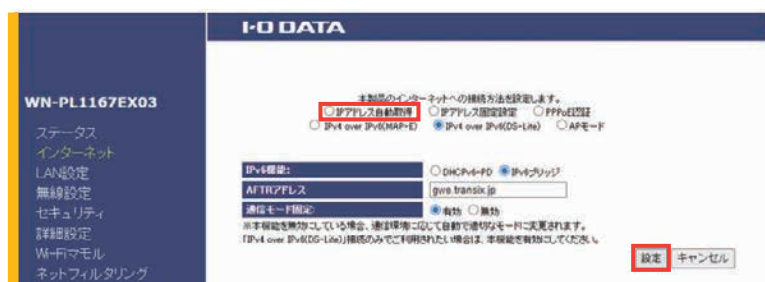 I-O DATA
WN-PL1167EX03
ステータス
インターネット
LAN設定
無線設定
セキュリティ
詳細設定
Wi-Fiマモル
ネットフィルタリング
本製品のインターネットへの接続方法を設定します。
IPアドレス自動取得 IPアドレス固定設定 PPPoE認証
IPv4 over IPv6(MAP-E) IPv4 over IPv6(DS-Lite) APモード
IPv6機能: DHCPv6-PD IPv6ブリッジ
AFTRアドレス gwe.transix.jp
通信モード固定: 有効 無効
※本機能を無効にしている場合、通信環境に応じて自動で適切なモードに変更されます。
「IPv4 over IPv6(DS-Lite)」接続のみでご利用されたい場合は、本機能を有効にしてください。
設定 キャンセル